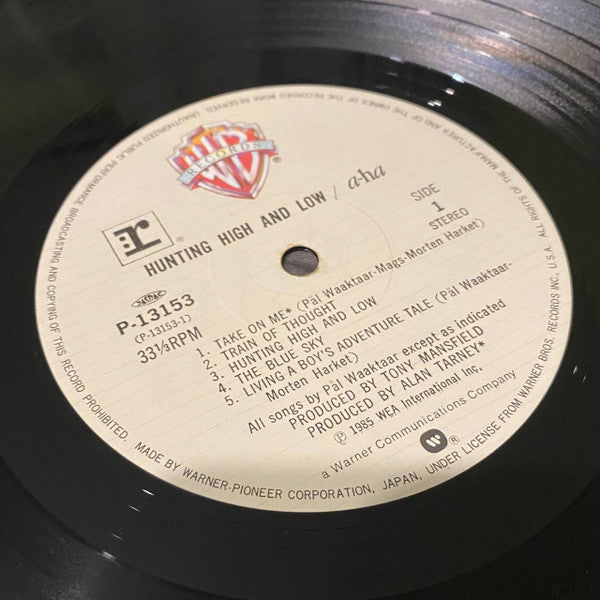 WB
RECORDS
®
r ®
HUNTING HIGH AND LOW / a-ha
SIDE
1
STEREO
JASRAC
P-13153
(P-13153-1)
33⅓RPM
1. TAKE ON ME* (Pål Waaktaar-Mags-Morten Harket)
2. TRAIN OF THOUGHT
3. HUNTING HIGH AND LOW
4. THE BLUE SKY
5. LIVING A BOY'S ADVENTURE TALE (Pål Waaktaar-
Morten Harket)
All songs by Pål Waaktaar except as indicated
PRODUCED BY TONY MANSFIELD
PRODUCED BY ALAN TARNEY*
℗ 1985 WEA International Inc.
a Warner Communications Company
®
MADE BY WARNER-PIONEER CORPORATION, JAPAN, UNDER LICENSE FROM WARNER BROS. RECORDS INC., U.S.A. ALL RIGHTS OF THE MANUFACTURER AND OF THE OWNER OF THE RECORDED WORK RESERVED. UNAUTHORIZED PUBLIC PERFORMANCE BROADCASTING AND COPYING OF THIS RECORD PROHIBITED.